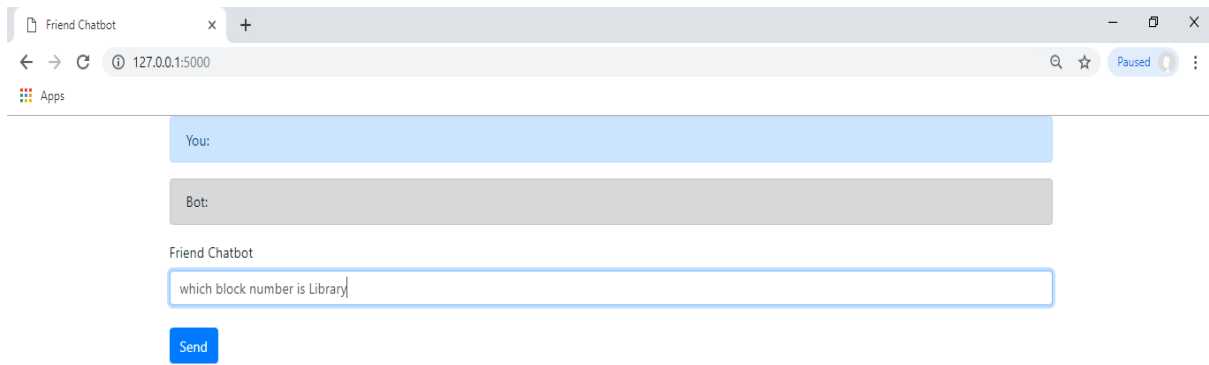 Friend Chatbot
127.0.0.1:5000
Paused
Apps
You:
Bot:
Friend Chatbot
which block number is Library
Send